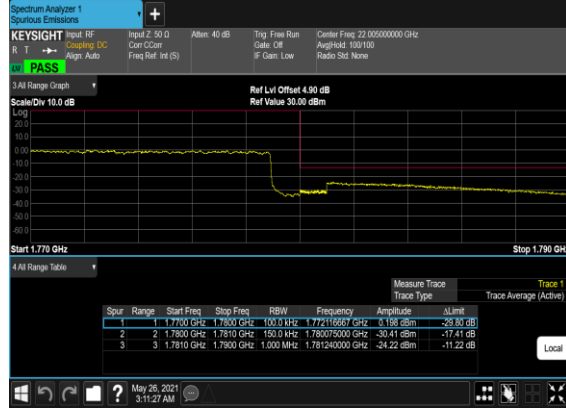 Spectrum Analyzer 1
Spurious Emissions
+
KEYSIGHT Input: RF Input Z: 50 Ω Atten: 40 dB Trig: Free Run Center Freq: 22.005000000 GHz
R T Coupling: DC Corr CCorr Gate: Off Avg|Hold: 100/100
Align: Auto Freq Ref: Int (S) IF Gain: Low Radio Std: None
PASS
3 All Range Graph
Ref Lvl Offset 4.90 dB
Scale/Div 10.0 dB Ref Value 30.00 dBm
Log
20.0
10.0
0.00
-10.0
-20.0
-30.0
-40.0
-50.0
-60.0
Start 1.770 GHz Stop 1.790 GH
4 All Range Table
Measure Trace Trace 1
Trace Type Trace Average (Active)
Spur Range Start Freq Stop Freq RBW Frequency Amplitude ΔLimit
1 1 1.7700 GHz 1.7800 GHz 100.0 kHz 1.772116667 GHz 0.198 dBm -29.80 dB
2 2 1.7800 GHz 1.7810 GHz 150.0 kHz 1.780075000 GHz -30.41 dBm -17.41 dB
3 3 1.7810 GHz 1.7900 GHz 1.000 MHz 1.781240000 GHz -24.22 dBm -11.22 dB
Local
? May 26, 2021
3:11:27 AM